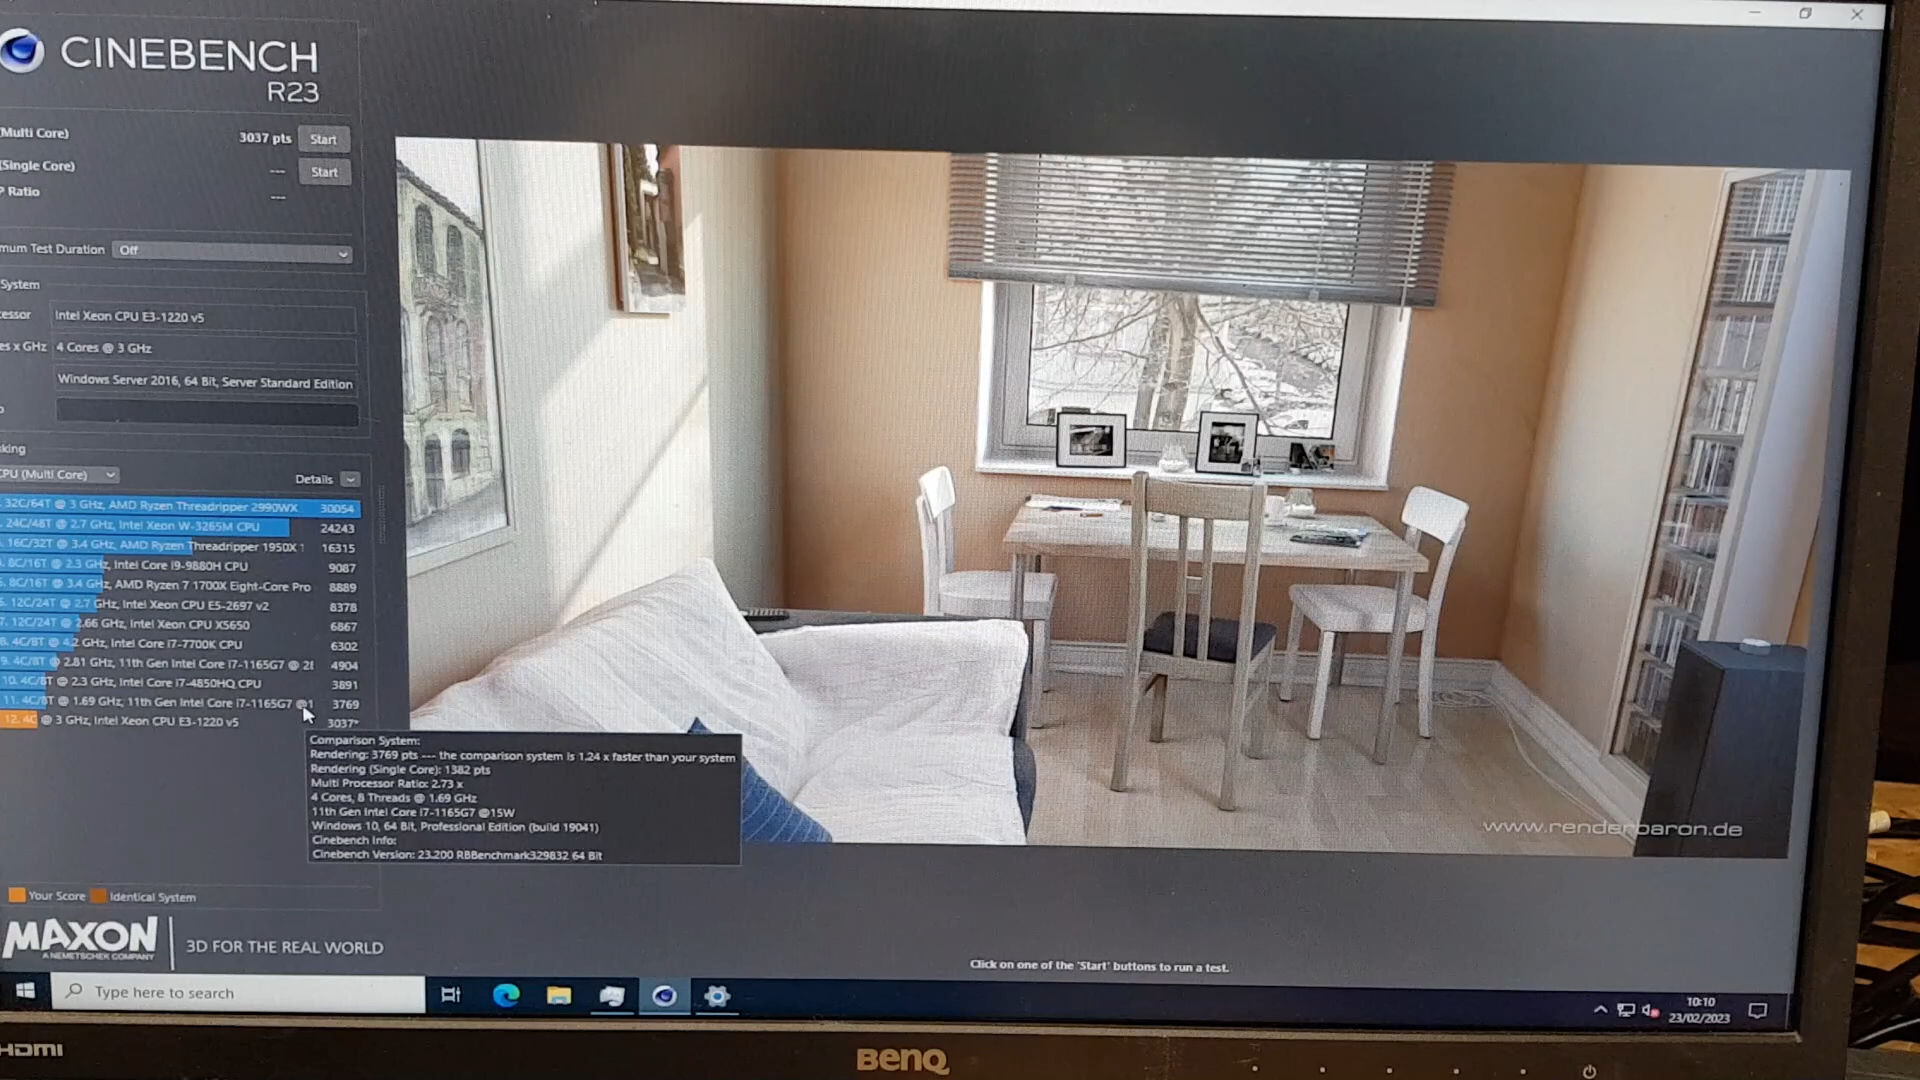 CINEBENCH
R23
(Multi Core) 3037 pts Start
(Single Core) --- Start
P Ratio ---
mum Test Duration Off
System
essor Intel Xeon CPU E3-1220 v5
es x GHz 4 Cores @ 3 GHz
Windows Server 2016, 64 Bit, Server Standard Edition
o
king
CPU (Multi Core) Details
. 32C/64T @ 3 GHz, AMD Ryzen Threadripper 2990WX 30054
. 24C/48T @ 2.7 GHz, Intel Xeon W-3265M CPU 24243
. 16C/32T @ 3.4 GHz, AMD Ryzen Threadripper 1950X 1 16315
. 8C/16T @ 2.3 GHz, Intel Core i9-9880H CPU 9087
5. 8C/16T @ 3.4 GHz, AMD Ryzen 7 1700X Eight-Core Pro 8889
6. 12C/24T @ 2.7 GHz, Intel Xeon CPU E5-2697 v2 8378
7. 12C/24T @ 2.66 GHz, Intel Xeon CPU X5650 6867
8. 4C/8T @ 4.2 GHz, Intel Core i7-7700K CPU 6302
9. 4C/8T @ 2.81 GHz, 11th Gen Intel Core i7-1165G7 @ 28 4904
10. 4C/8T @ 2.3 GHz, Intel Core i7-4850HQ CPU 3891
11. 4C/8T @ 1.69 GHz, 11th Gen Intel Core i7-1165G7 @1 3769
12. 4C @ 3 GHz, Intel Xeon CPU E3-1220 v5 3037*
Comparison System:
Rendering: 3769 pts --- the comparison system is 1.24 x faster than your system
Rendering (Single Core): 1382 pts
Multi Processor Ratio: 2.73 x
4 Cores, 8 Threads @ 1.69 GHz
11th Gen Intel Core i7-1165G7 @15W
Windows 10, 64 Bit, Professional Edition (build 19041)
Cinebench Info:
Cinebench Version: 23.200 RBBenchmark329832 64 Bit
www.renderbaron.de
Your Score Identical System
MAXON
A NEMETSCHEK COMPANY
3D FOR THE REAL WORLD
Click on one of the 'Start' buttons to run a test.
Type here to search
10:10
23/02/2023
HDMI
BenQ